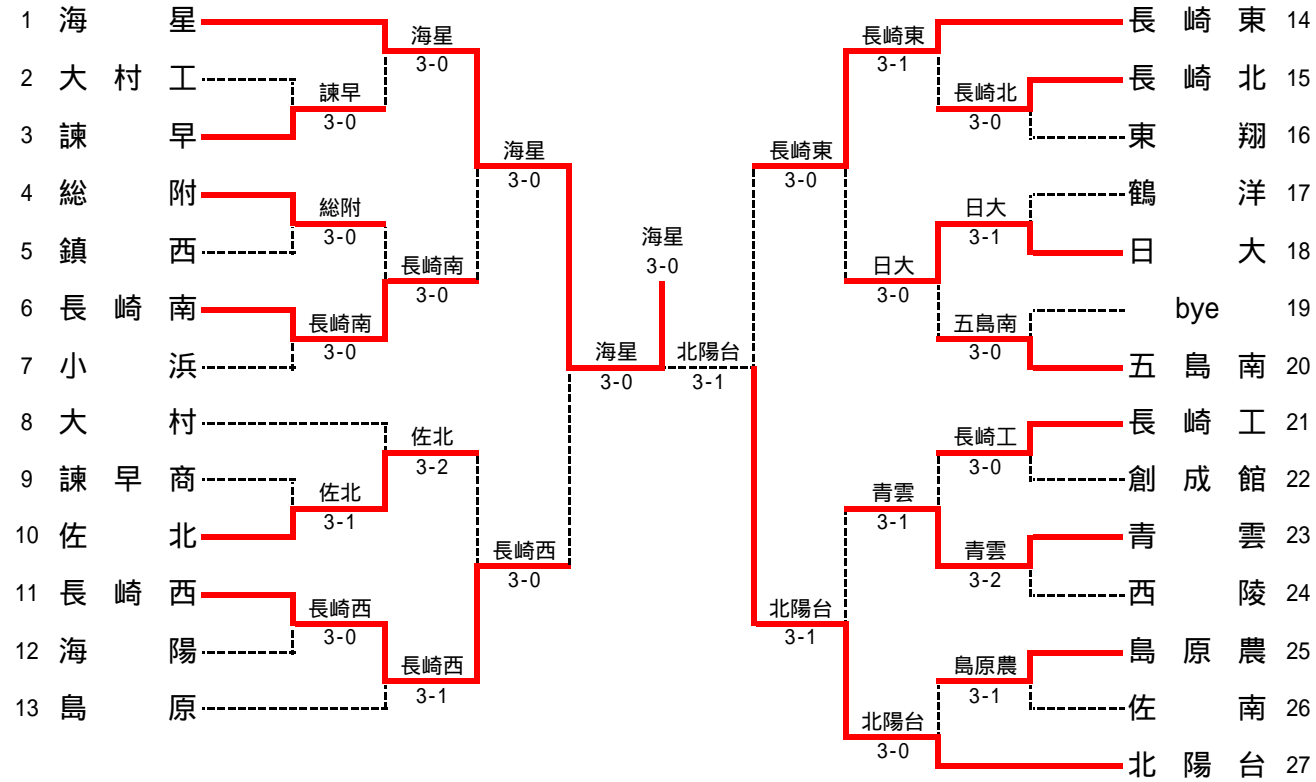 1 海星
2 大村工
3 諫早
4 総附
5 鎮西
6 長崎南
7 小浜
8 大村
9 諫早商
10 佐北
11 長崎西
12 海陽
13 島原
諫早
3-0
総附
3-0
長崎南
3-0
佐北
3-1
長崎西
3-0
海星
3-0
長崎南
3-0
佐北
3-2
長崎西
3-1
海星
3-0
長崎西
3-0
海星
3-0
海星
3-0
北陽台
3-1
長崎東
3-0
北陽台
3-1
長崎東
3-1
日大
3-0
青雲
3-1
北陽台
3-0
長崎北
3-0
日大
3-1
五島南
3-0
長崎工
3-0
青雲
3-2
島原農
3-1
長崎東 14
長崎北 15
東翔 16
鶴洋 17
日大 18
bye 19
五島南 20
長崎工 21
創成館 22
青雲 23
西陵 24
島原農 25
佐南 26
北陽台 27